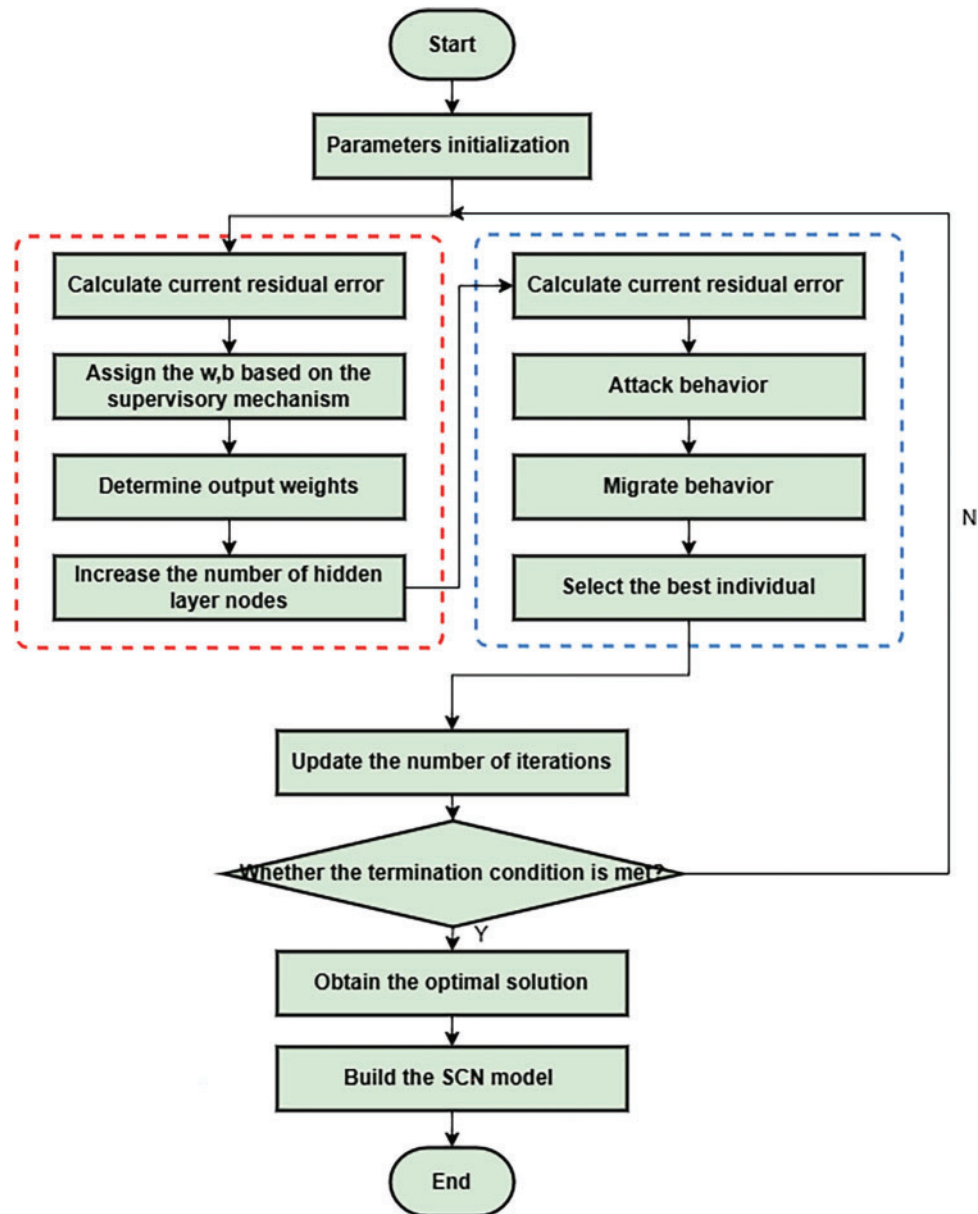 Start
Parameters initialization
Calculate current residual error
Assign the w,b based on the
supervisory mechanism
Determine output weights
Increase the number of hidden
layer nodes
Calculate current residual error
Attack behavior
Migrate behavior
Select the best individual
N
Update the number of iterations
Whether the termination condition is met?
Y
Obtain the optimal solution
Build the SCN model
End